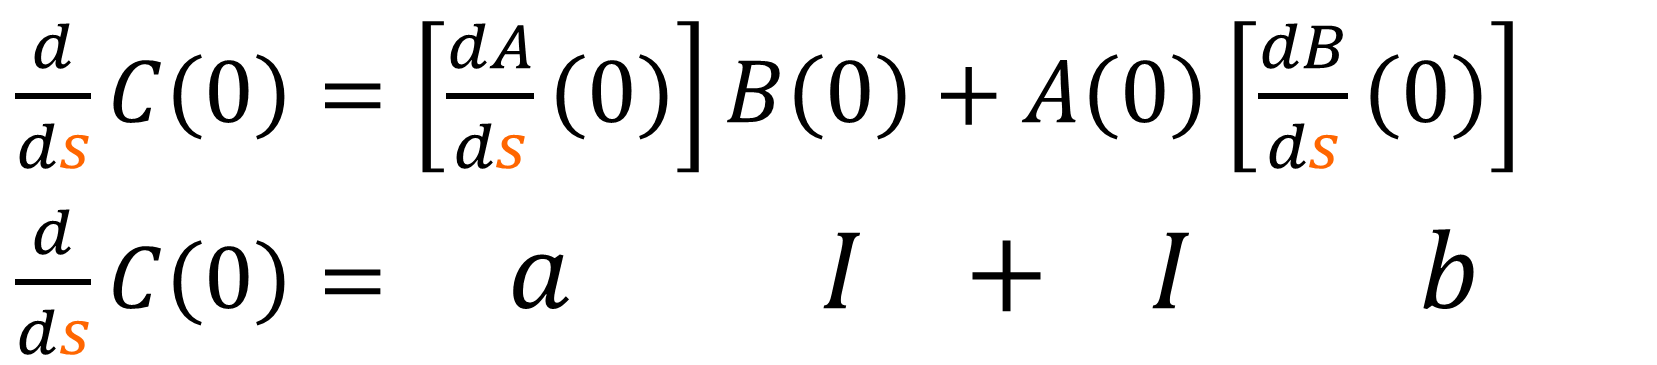 d/ds C(0) = [dA/ds (0)] B(0) + A(0) [dB/ds (0)]
d/ds C(0) = a I + I b